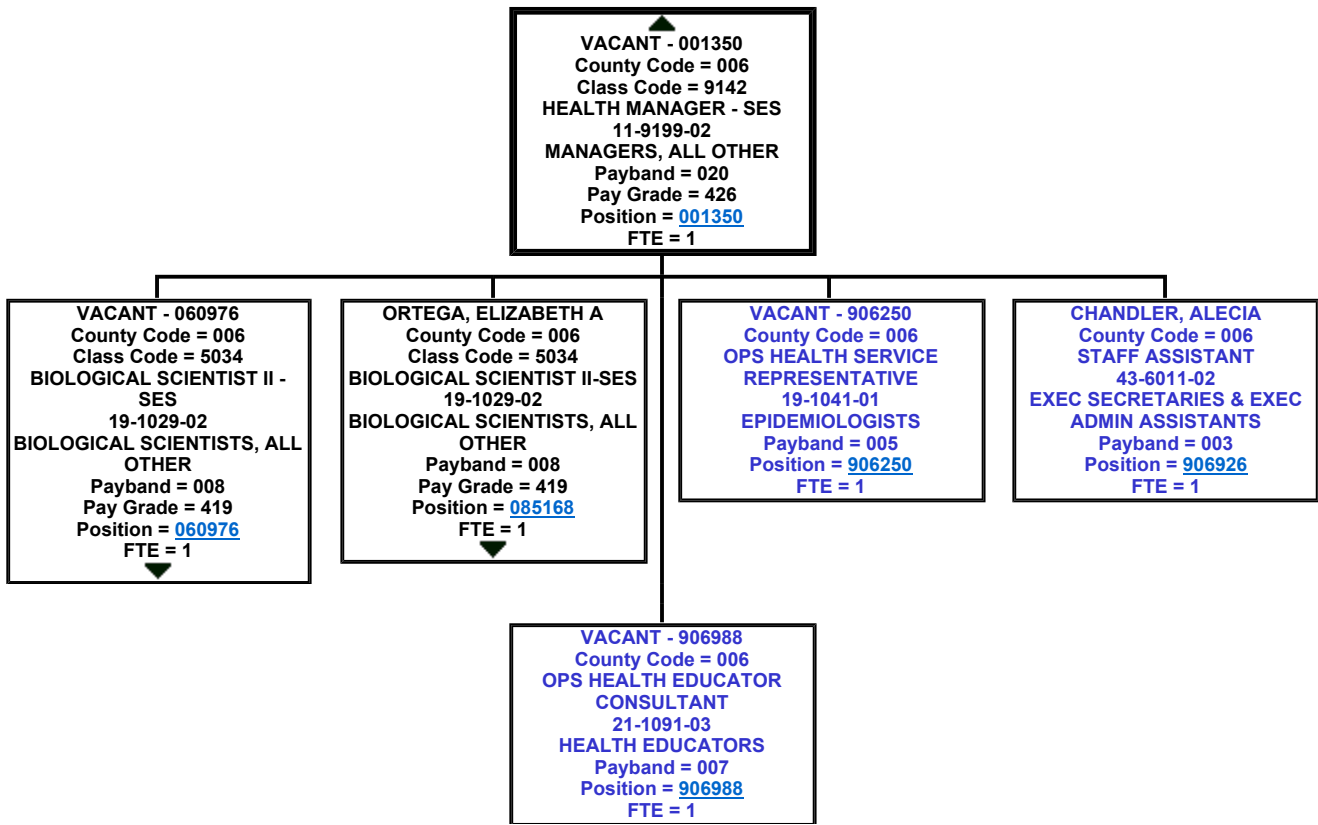 VACANT - 001350
County Code = 006
Class Code = 9142
HEALTH MANAGER - SES
11-9199-02
MANAGERS, ALL OTHER
Payband = 020
Pay Grade = 426
Position = 001350
FTE = 1
VACANT - 060976
County Code = 006
Class Code = 5034
BIOLOGICAL SCIENTIST II -
SES
19-1029-02
BIOLOGICAL SCIENTISTS, ALL
OTHER
Payband = 008
Pay Grade = 419
Position = 060976
FTE = 1
ORTEGA, ELIZABETH A
County Code = 006
Class Code = 5034
BIOLOGICAL SCIENTIST II-SES
19-1029-02
BIOLOGICAL SCIENTISTS, ALL
OTHER
Payband = 008
Pay Grade = 419
Position = 085168
FTE = 1
VACANT - 906250
County Code = 006
OPS HEALTH SERVICE
REPRESENTATIVE
19-1041-01
EPIDEMIOLOGISTS
Payband = 005
Position = 906250
FTE = 1
CHANDLER, ALECIA
County Code = 006
STAFF ASSISTANT
43-6011-02
EXEC SECRETARIES & EXEC
ADMIN ASSISTANTS
Payband = 003
Position = 906926
FTE = 1
VACANT - 906988
County Code = 006
OPS HEALTH EDUCATOR
CONSULTANT
21-1091-03
HEALTH EDUCATORS
Payband = 007
Position = 906988
FTE = 1